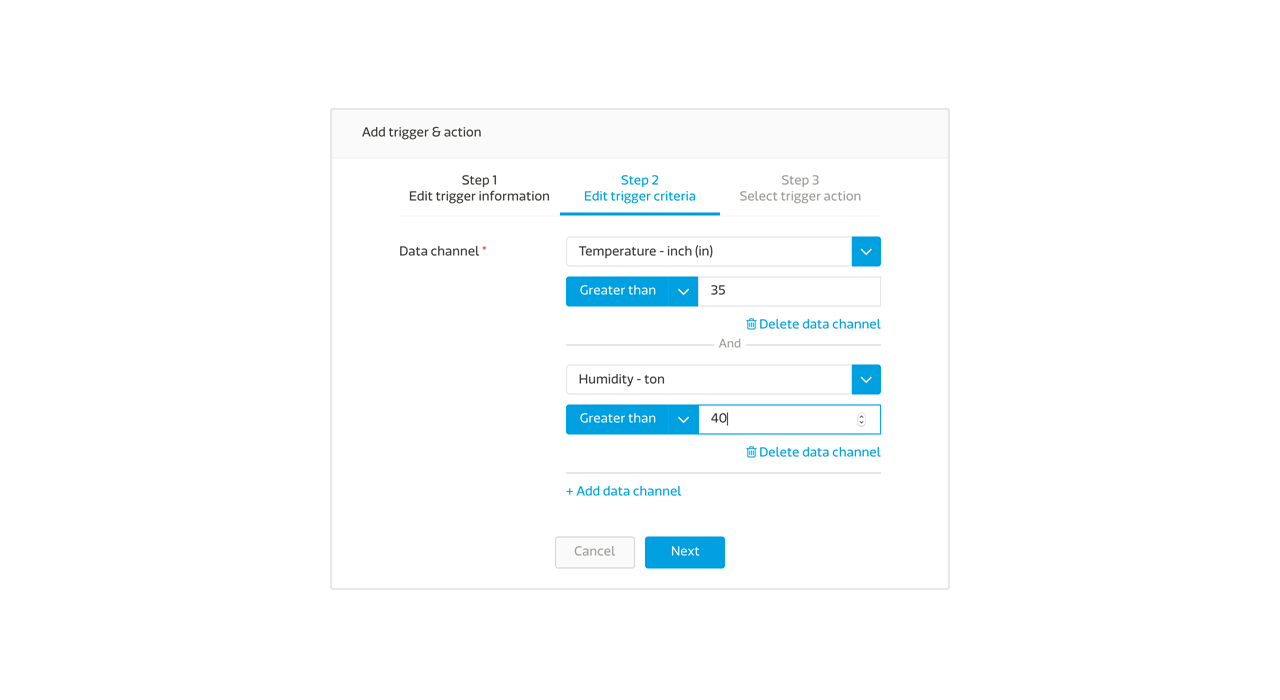 Add trigger & action
Step 1
Edit trigger information
Step 2
Edit trigger criteria
Step 3
Select trigger action
Data channel *
Temperature - inch (in)
Greater than
35
Delete data channel
And
Humidity - ton
Greater than
40
Delete data channel
+ Add data channel
Cancel
Next